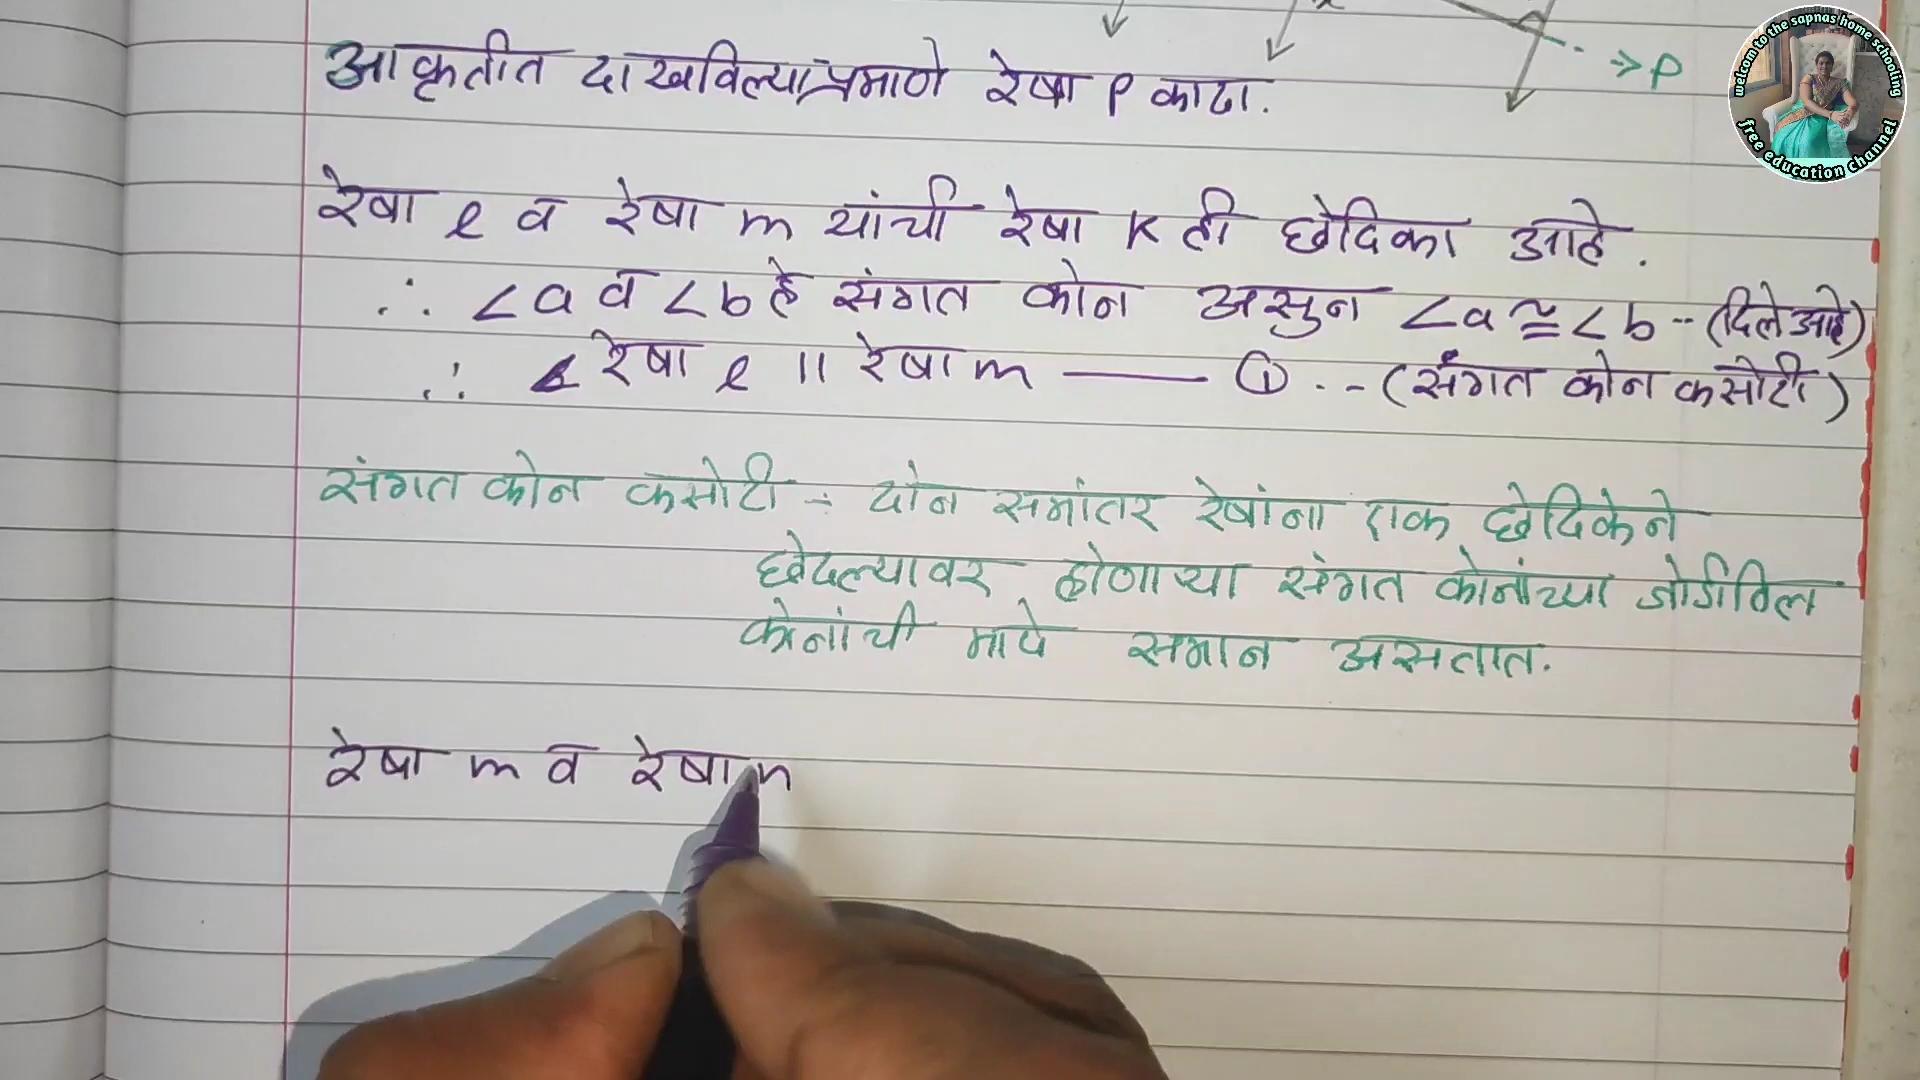 → P
आकृतीत दाखविल्याप्रमाणे रेषा P काढा.
रेषा l व रेषा m यांची रेषा K ही छेदिका आहे.
∴ ∠a व ∠b हे संगत कोन असुन ∠a ≅ ∠b -- (दिले आहे)
∴ रेषा l || रेषा m —— ① -- (संगत कोन कसोटी)
संगत कोन कसोटी ÷ दोन समांतर रेषांना एक छेदिकेने
छेदल्यावर होणाऱ्या संगत कोनांच्या जोडीतिल
कोनांची मापे समान असतात.
रेषा m व रेषा n
welcom to the sapnas home schooling
free education channel